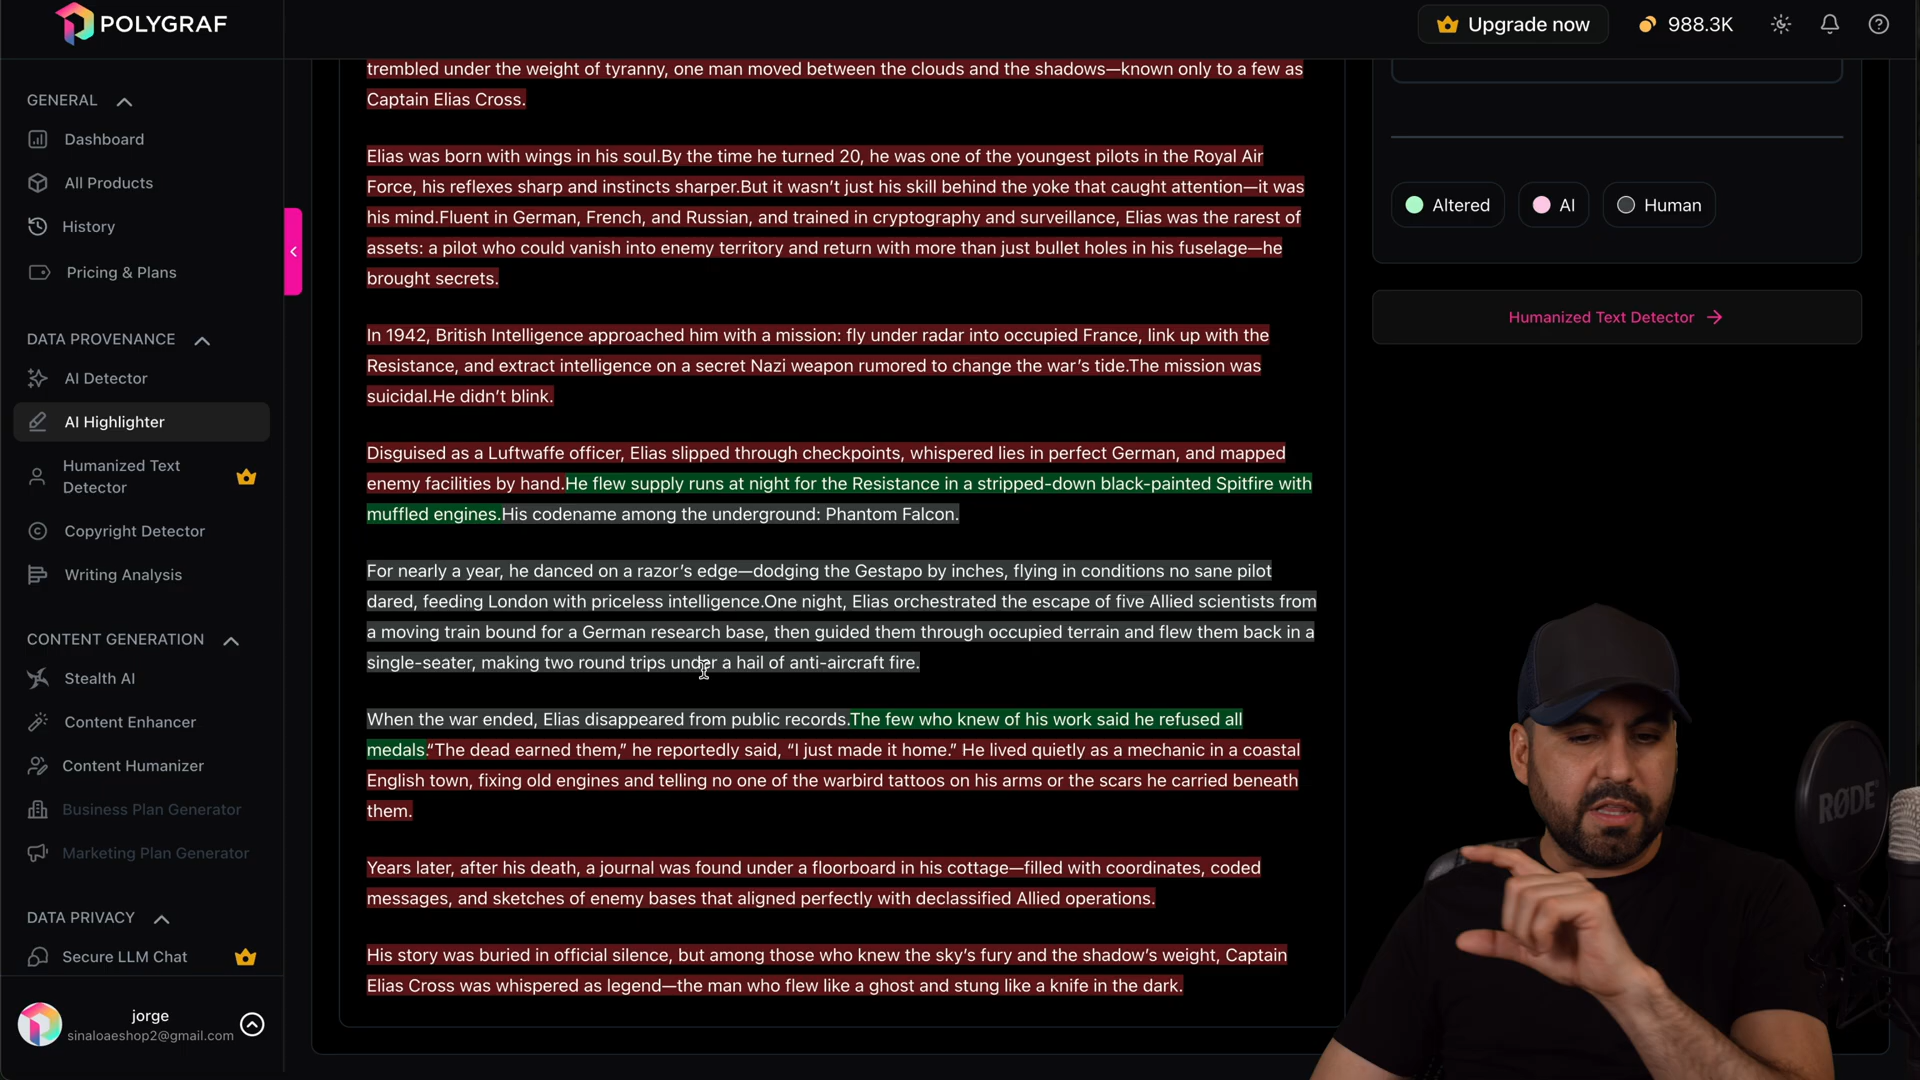 POLYGRAF
Upgrade now
988.3K
GENERAL
Dashboard
All Products
History
Pricing & Plans
DATA PROVENANCE
AI Detector
AI Highlighter
Humanized Text
Detector
Copyright Detector
Writing Analysis
CONTENT GENERATION
Stealth AI
Content Enhancer
Content Humanizer
Business Plan Generator
Marketing Plan Generator
DATA PRIVACY
Secure LLM Chat
jorge
sinaloaeshop2@gmail.com
trembled under the weight of tyranny, one man moved between the clouds and the shadows—known only to a few as
Captain Elias Cross.
Elias was born with wings in his soul.By the time he turned 20, he was one of the youngest pilots in the Royal Air
Force, his reflexes sharp and instincts sharper.But it wasn’t just his skill behind the yoke that caught attention—it was
his mind.Fluent in German, French, and Russian, and trained in cryptography and surveillance, Elias was the rarest of
assets: a pilot who could vanish into enemy territory and return with more than just bullet holes in his fuselage—he
brought secrets.
In 1942, British Intelligence approached him with a mission: fly under radar into occupied France, link up with the
Resistance, and extract intelligence on a secret Nazi weapon rumored to change the war’s tide.The mission was
suicidal.He didn’t blink.
Disguised as a Luftwaffe officer, Elias slipped through checkpoints, whispered lies in perfect German, and mapped
enemy facilities by hand.He flew supply runs at night for the Resistance in a stripped-down black-painted Spitfire with
muffled engines.His codename among the underground: Phantom Falcon.
For nearly a year, he danced on a razor’s edge—dodging the Gestapo by inches, flying in conditions no sane pilot
dared, feeding London with priceless intelligence.One night, Elias orchestrated the escape of five Allied scientists from
a moving train bound for a German research base, then guided them through occupied terrain and flew them back in a
single-seater, making two round trips under a hail of anti-aircraft fire.
When the war ended, Elias disappeared from public records.The few who knew of his work said he refused all
medals.“The dead earned them,” he reportedly said, “I just made it home.” He lived quietly as a mechanic in a coastal
English town, fixing old engines and telling no one of the warbird tattoos on his arms or the scars he carried beneath
them.
Years later, after his death, a journal was found under a floorboard in his cottage—filled with coordinates, coded
messages, and sketches of enemy bases that aligned perfectly with declassified Allied operations.
His story was buried in official silence, but among those who knew the sky’s fury and the shadow’s weight, Captain
Elias Cross was whispered as legend—the man who flew like a ghost and stung like a knife in the dark.
Altered
AI
Human
Humanized Text Detector
RØDE